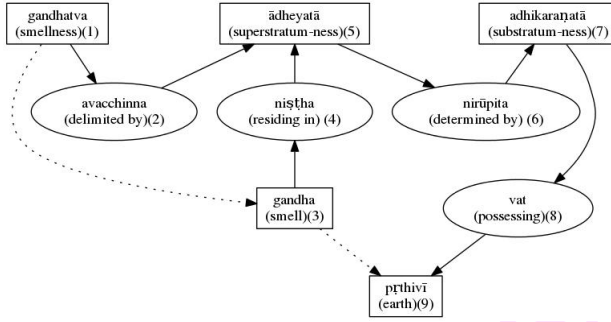 gandhatva
(smellness)(1)
ādheyatā
(superstratum-ness)(5)
adhikaraṇatā
(substratum-ness)(7)
avacchinna
(delimited by)(2)
niṣṭha
(residing in) (4)
nirūpita
(determined by) (6)
gandha
(smell)(3)
vat
(possessing)(8)
pṛthivī
(earth)(9)